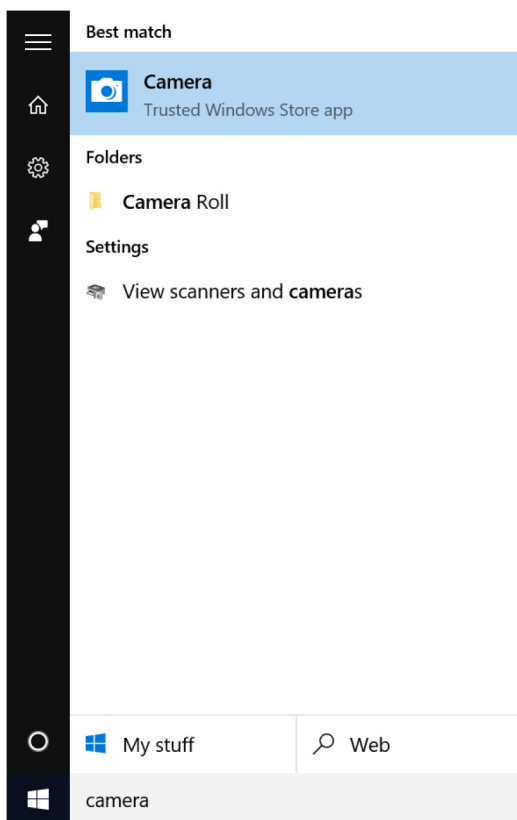 Best match
Camera
Trusted Windows Store app
Folders
Camera Roll
Settings
View scanners and cameras
My stuff
Web
camera